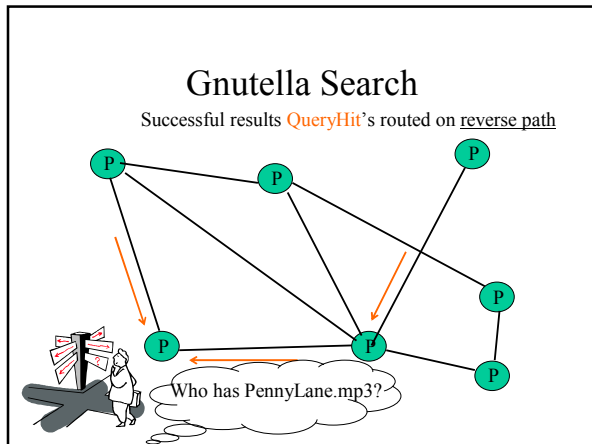 Gnutella Search
Successful results QueryHit's routed on reverse path
P
P
P
P
P
P
P
?
Who has PennyLane.mp3?